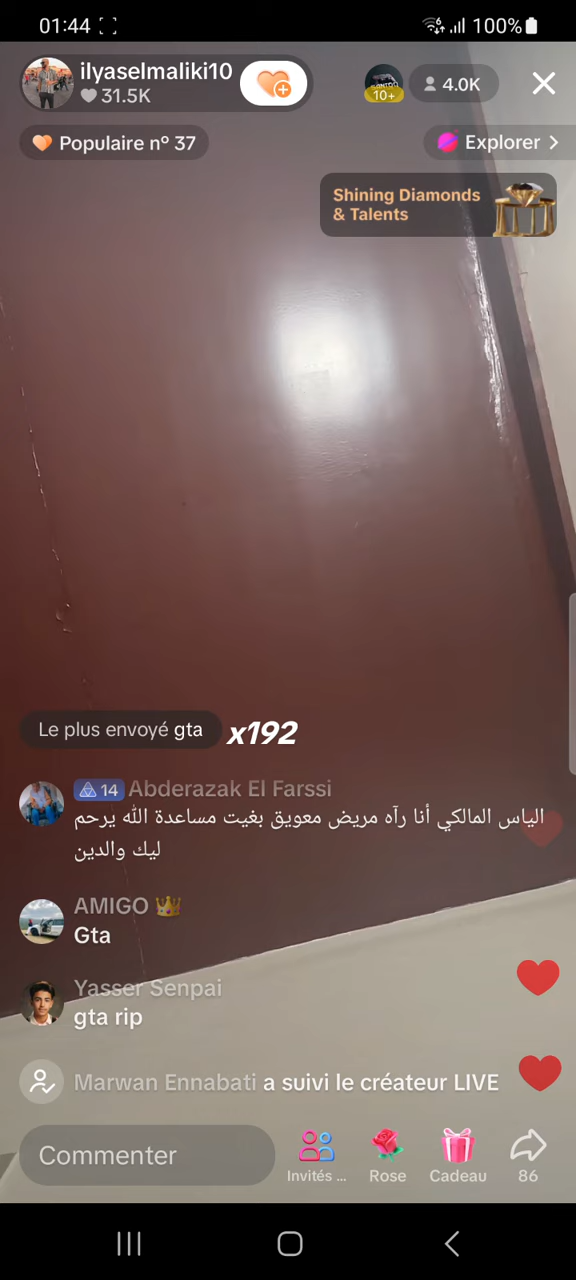 01:44
100%
ilyaselmaliki10
31.5K
10+
4.0K
Populaire nº 37
Explorer
Shining Diamonds
& Talents
Le plus envoyé gta x192
14 Abderazak El Farssi
الياس المالكي أنا رآه مريض معويق بغيت مساعدة الله يرحم
ليك والدين
AMIGO
Gta
Yasser Senpai
gta rip
Marwan Ennabati a suivi le créateur LIVE
Commenter
Invités ...
Rose
Cadeau
86